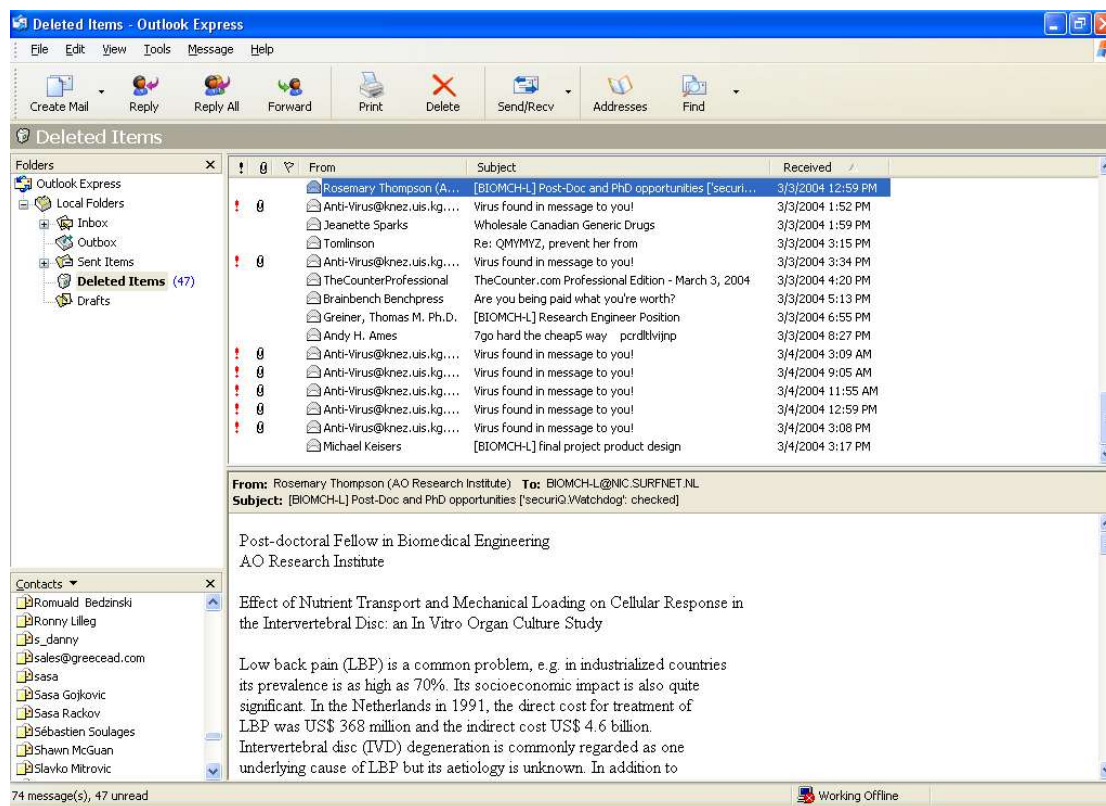 Deleted Items - Outlook Express
File Edit View Tools Message Help
Create Mail Reply Reply All Forward Print Delete Send/Recv Addresses Find
Deleted Items
Folders
Outlook Express
Local Folders
Inbox
Outbox
Sent Items
Deleted Items (47)
Drafts
! From Subject Received
Rosemary Thompson (A... [BIOMCH-L] Post-Doc and PhD opportunities ['securi... 3/3/2004 12:59 PM
! Anti-Virus@knez.uis.kg.... Virus found in message to you! 3/3/2004 1:52 PM
Jeanette Sparks Wholesale Canadian Generic Drugs 3/3/2004 1:59 PM
Tomlinson Re: QMYMYZ, prevent her from 3/3/2004 3:15 PM
! Anti-Virus@knez.uis.kg.... Virus found in message to you! 3/3/2004 3:34 PM
TheCounterProfessional TheCounter.com Professional Edition - March 3, 2004 3/3/2004 4:20 PM
Brainbench Benchpress Are you being paid what you're worth? 3/3/2004 5:13 PM
Greiner, Thomas M. Ph.D. [BIOMCH-L] Research Engineer Position 3/3/2004 6:55 PM
Andy H. Ames 7go hard the cheap5 way pcrdltlvijnp 3/3/2004 8:27 PM
! Anti-Virus@knez.uis.kg.... Virus found in message to you! 3/4/2004 3:09 AM
! Anti-Virus@knez.uis.kg.... Virus found in message to you! 3/4/2004 9:05 AM
! Anti-Virus@knez.uis.kg.... Virus found in message to you! 3/4/2004 11:55 AM
! Anti-Virus@knez.uis.kg.... Virus found in message to you! 3/4/2004 12:59 PM
! Anti-Virus@knez.uis.kg.... Virus found in message to you! 3/4/2004 3:08 PM
Michael Keisers [BIOMCH-L] final project product design 3/4/2004 3:17 PM
From: Rosemary Thompson (AO Research Institute) To: BIOMCH-L@NIC.SURFNET.NL
Subject: [BIOMCH-L] Post-Doc and PhD opportunities ['securiQ.Watchdog': checked]
Post-doctoral Fellow in Biomedical Engineering
AO Research Institute
Effect of Nutrient Transport and Mechanical Loading on Cellular Response in
the Intervertebral Disc: an In Vitro Organ Culture Study
Low back pain (LBP) is a common problem, e.g. in industrialized countries
its prevalence is as high as 70%. Its socioeconomic impact is also quite
significant. In the Netherlands in 1991, the direct cost for treatment of
LBP was US$ 368 million and the indirect cost US$ 4.6 billion.
Intervertebral disc (IVD) degeneration is commonly regarded as one
underlying cause of LBP but its aetiology is unknown. In addition to
Contacts
Romuald Bedzinski
Ronny Lilleg
s_danny
sales@greecead.com
sasa
Sasa Gojkovic
Sasa Rackov
Sébastien Soulages
Shawn McGuan
Slavko Mitrovic
74 message(s), 47 unread
Working Offline